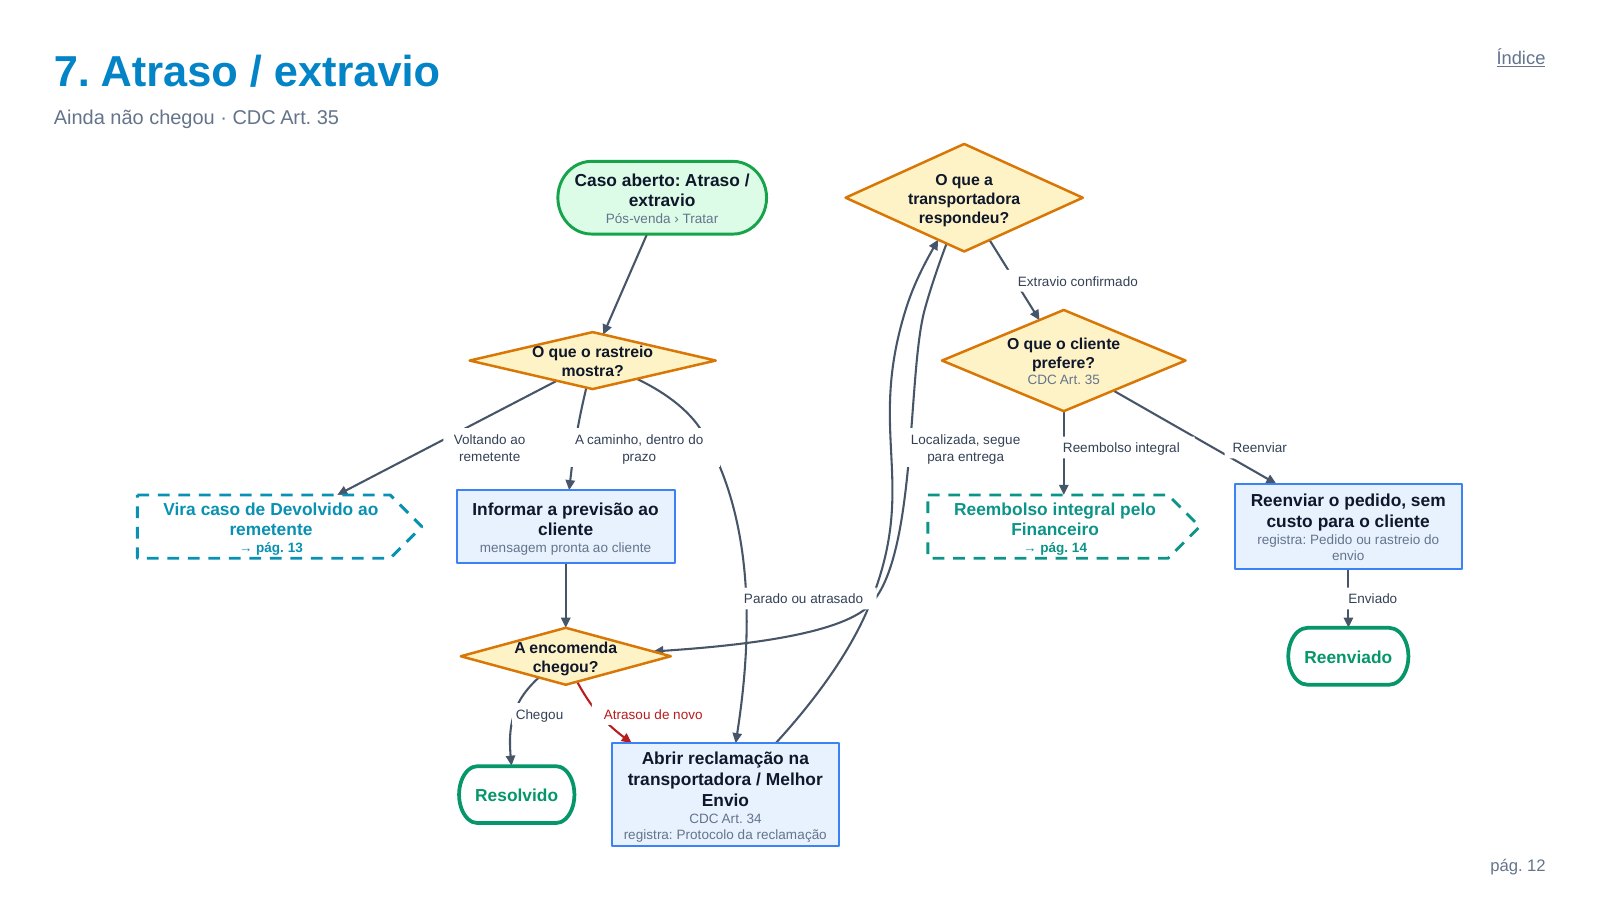 7. Atraso / extravio
Índice
Ainda não chegou · CDC Art. 35
Caso aberto: Atraso /
extravio
Pós-venda › Tratar
O que a
transportadora
respondeu?
Extravio confirmado
O que o rastreio
mostra?
O que o cliente
prefere?
CDC Art. 35
Voltando ao
remetente
A caminho, dentro do
prazo
Localizada, segue
para entrega
Reembolso integral
Reenviar
Vira caso de Devolvido ao
remetente
→ pág. 13
Informar a previsão ao
cliente
mensagem pronta ao cliente
Reembolso integral pelo
Financeiro
→ pág. 14
Reenviar o pedido, sem
custo para o cliente
registra: Pedido ou rastreio do
envio
Parado ou atrasado
Enviado
A encomenda
chegou?
Reenviado
Chegou
Atrasou de novo
Resolvido
Abrir reclamação na
transportadora / Melhor
Envio
CDC Art. 34
registra: Protocolo da reclamação
pág. 12